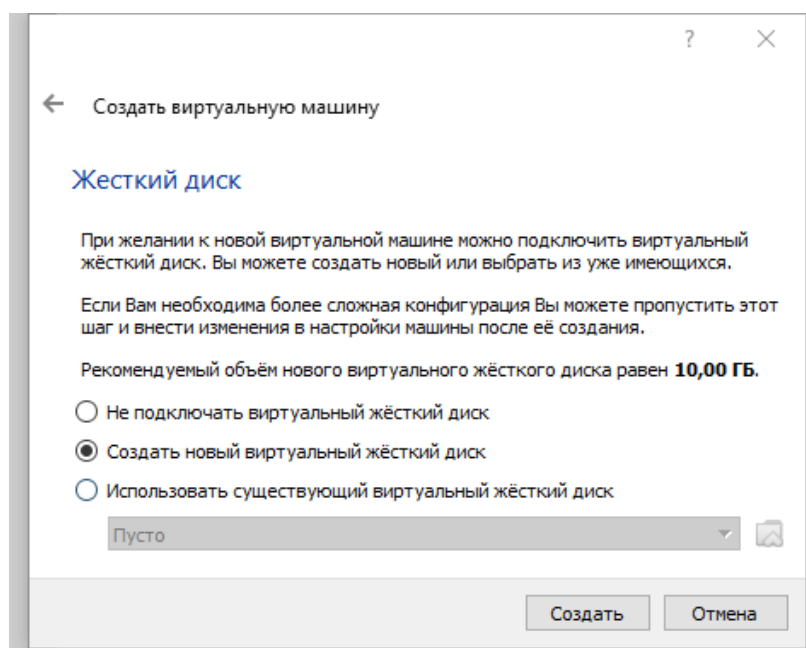 ?
Создать виртуальную машину
Жесткий диск
При желании к новой виртуальной машине можно подключить виртуальный
жёсткий диск. Вы можете создать новый или выбрать из уже имеющихся.
Если Вам необходима более сложная конфигурация Вы можете пропустить этот
шаг и внести изменения в настройки машины после её создания.
Рекомендуемый объём нового виртуального жёсткого диска равен 10,00 ГБ.
Не подключать виртуальный жёсткий диск
Создать новый виртуальный жёсткий диск
Использовать существующий виртуальный жёсткий диск
Пусто
Создать Отмена